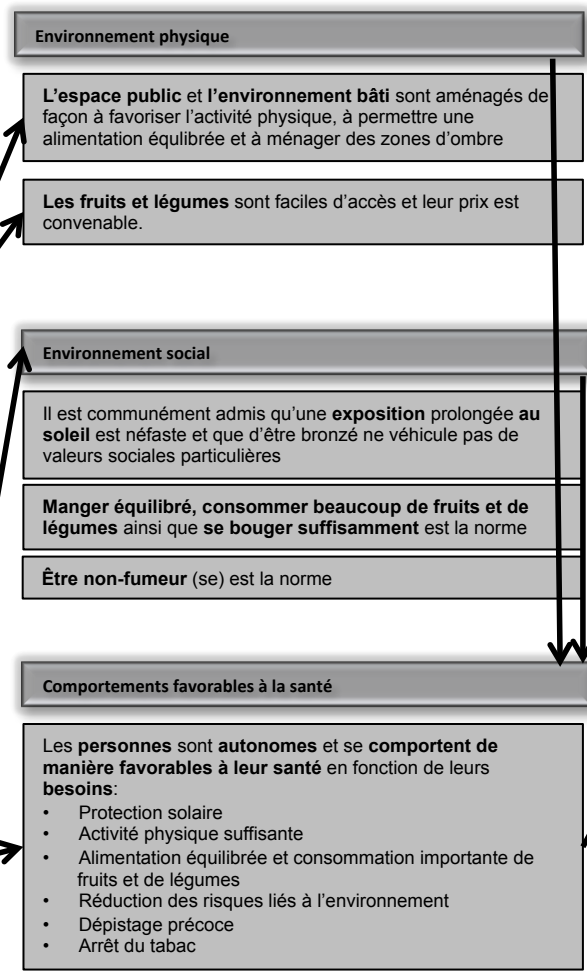 Environnement physique
L'espace public et l'environnement bâti sont aménagés de
façon à favoriser l'activité physique, à permettre une
alimentation équlibrée et à ménager des zones d'ombre
Les fruits et légumes sont faciles d'accès et leur prix est
convenable.
Environnement social
Il est communément admis qu'une exposition prolongée au
soleil est néfaste et que d'être bronzé ne véhicule pas de
valeurs sociales particulières
Manger équilibré, consommer beaucoup de fruits et de
légumes ainsi que se bouger suffisamment est la norme
Être non-fumeur (se) est la norme
Comportements favorables à la santé
Les personnes sont autonomes et se comportent de
manière favorables à leur santé en fonction de leurs
besoins:
• Protection solaire
• Activité physique suffisante
• Alimentation équilibrée et consommation importante de
fruits et de légumes
• Réduction des risques liés à l'environnement
• Dépistage précoce
• Arrêt du tabac